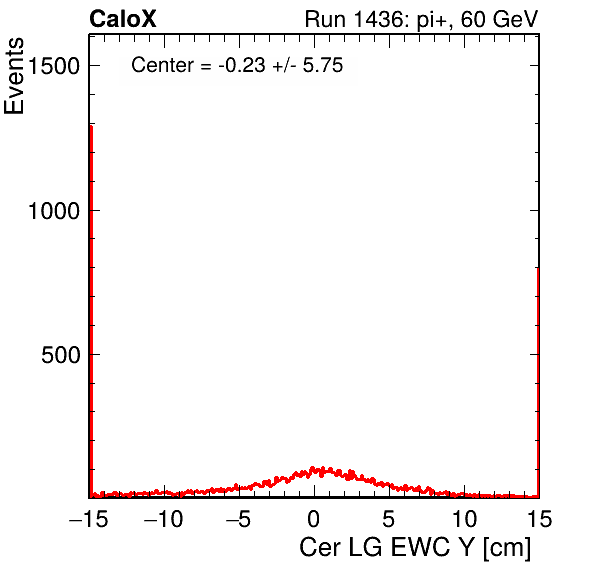 CaloX Run 1436: pi+, 60 GeV
Events
Center = -0.23 +/- 5.75
1500
1000
500
−15 −10 −5 0 5 10 15
Cer LG EWC Y [cm]